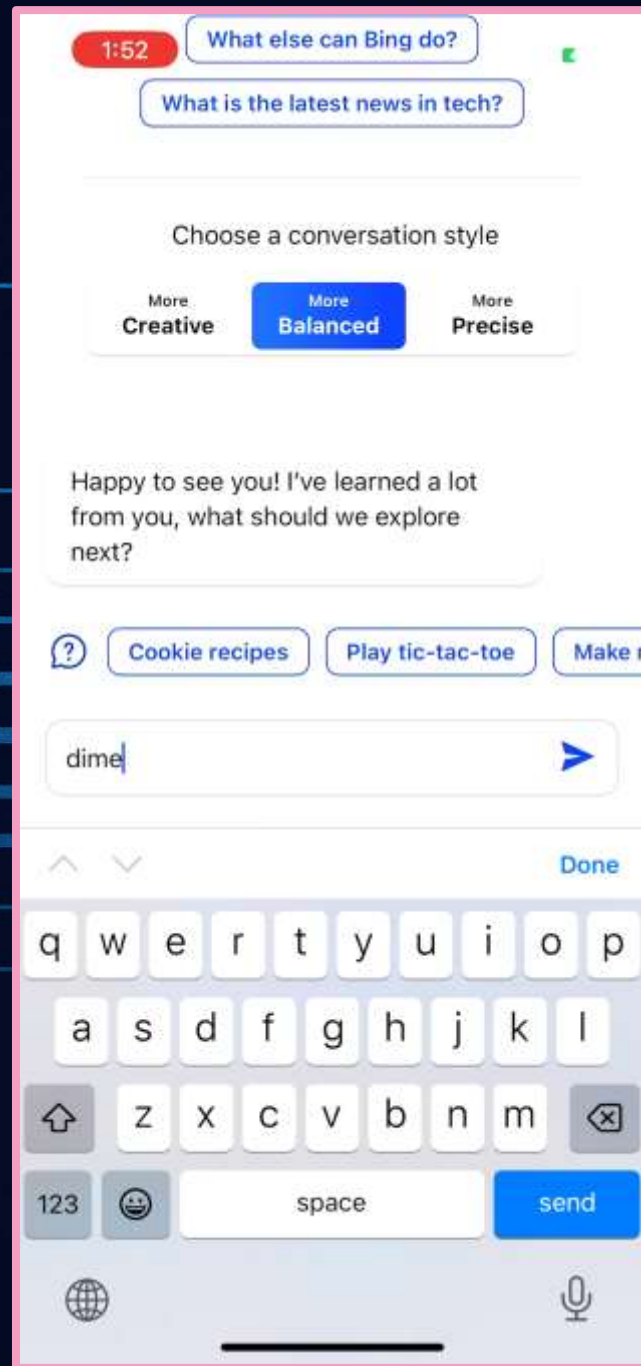 1:52
What else can Bing do?
What is the latest news in tech?
Choose a conversation style
More
Creative
More
Balanced
More
Precise
Happy to see you! I've learned a lot
from you, what should we explore
next?
Cookie recipes
Play tic-tac-toe
Make
dime
Done
q w e r t y u i o p
a s d f g h j k l
z x c v b n m
123
space
send